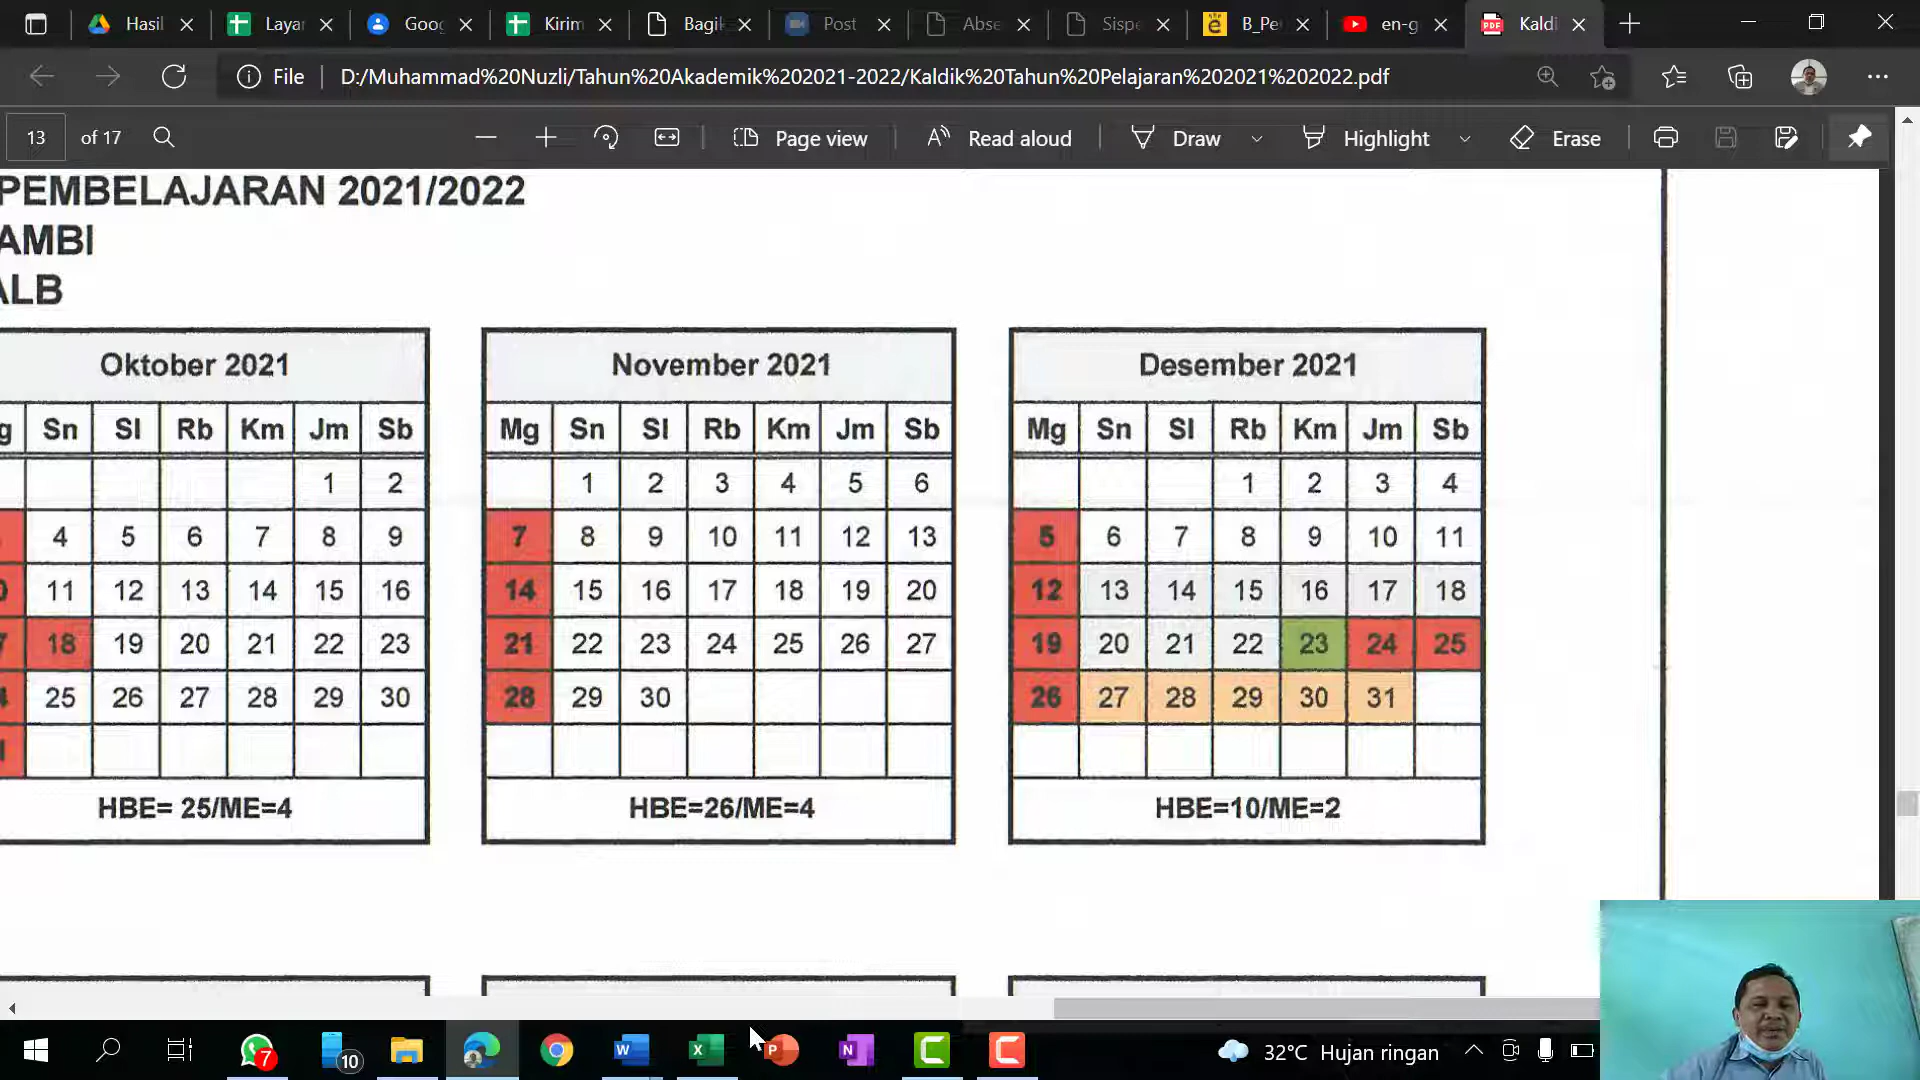 Hasil
Layar
Goog
Kirim
Bagik
Post
Abse
Sispe
B_Pe
en-g
Kaldi
File
D:/Muhammad%20Nuzli/Tahun%20Akademik%202021-2022/Kaldik%20Tahun%20Pelajaran%202021%202022.pdf
13 of 17
Page view
Read aloud
Draw
Highlight
Erase
PEMBELAJARAN 2021/2022
AMBI
ALB
Oktober 2021
g Sn Sl Rb Km Jm Sb
1 2
4 5 6 7 8 9
0 11 12 13 14 15 16
7 18 19 20 21 22 23
4 25 26 27 28 29 30
1
HBE= 25/ME=4
November 2021
Mg Sn Sl Rb Km Jm Sb
1 2 3 4 5 6
7 8 9 10 11 12 13
14 15 16 17 18 19 20
21 22 23 24 25 26 27
28 29 30
HBE=26/ME=4
Desember 2021
Mg Sn Sl Rb Km Jm Sb
1 2 3 4
5 6 7 8 9 10 11
12 13 14 15 16 17 18
19 20 21 22 23 24 25
26 27 28 29 30 31
HBE=10/ME=2
7
10
32°C Hujan ringan